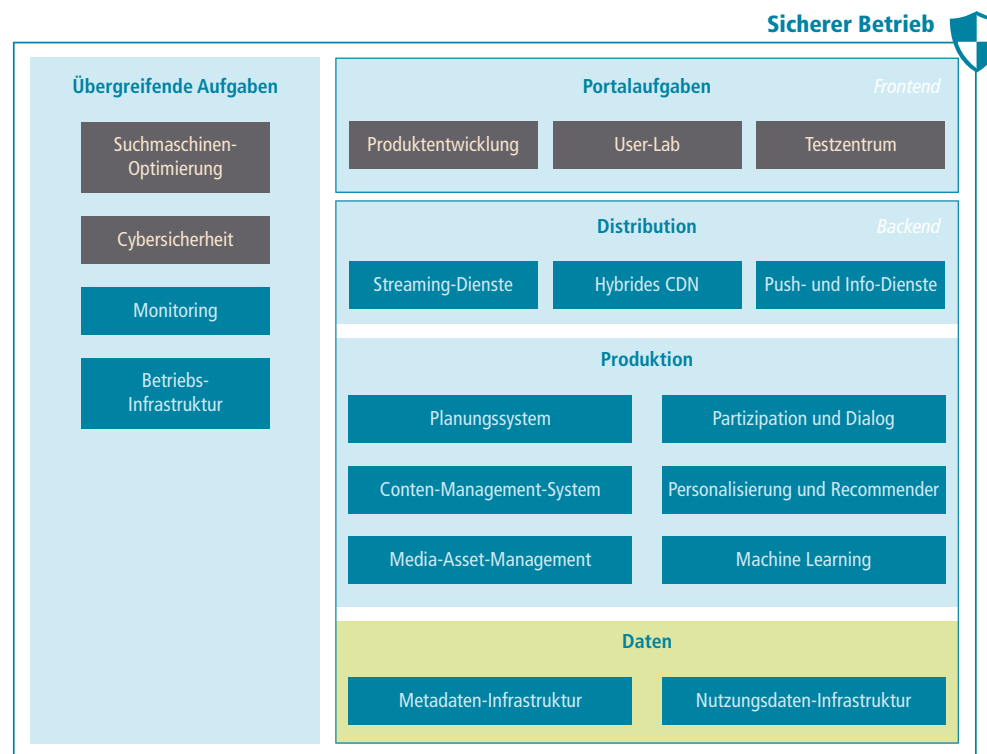 Sicherer Betrieb
Übergreifende Aufgaben
Suchmaschinen-
Optimierung
Cybersicherheit
Monitoring
Betriebs-
Infrastruktur
Portalaufgaben
Frontend
Produktentwicklung
User-Lab
Testzentrum
Distribution
Backend
Streaming-Dienste
Hybrides CDN
Push- und Info-Dienste
Produktion
Planungssystem
Partizipation und Dialog
Conten-Management-System
Personalisierung und Recommender
Media-Asset-Management
Machine Learning
Daten
Metadaten-Infrastruktur
Nutzungsdaten-Infrastruktur